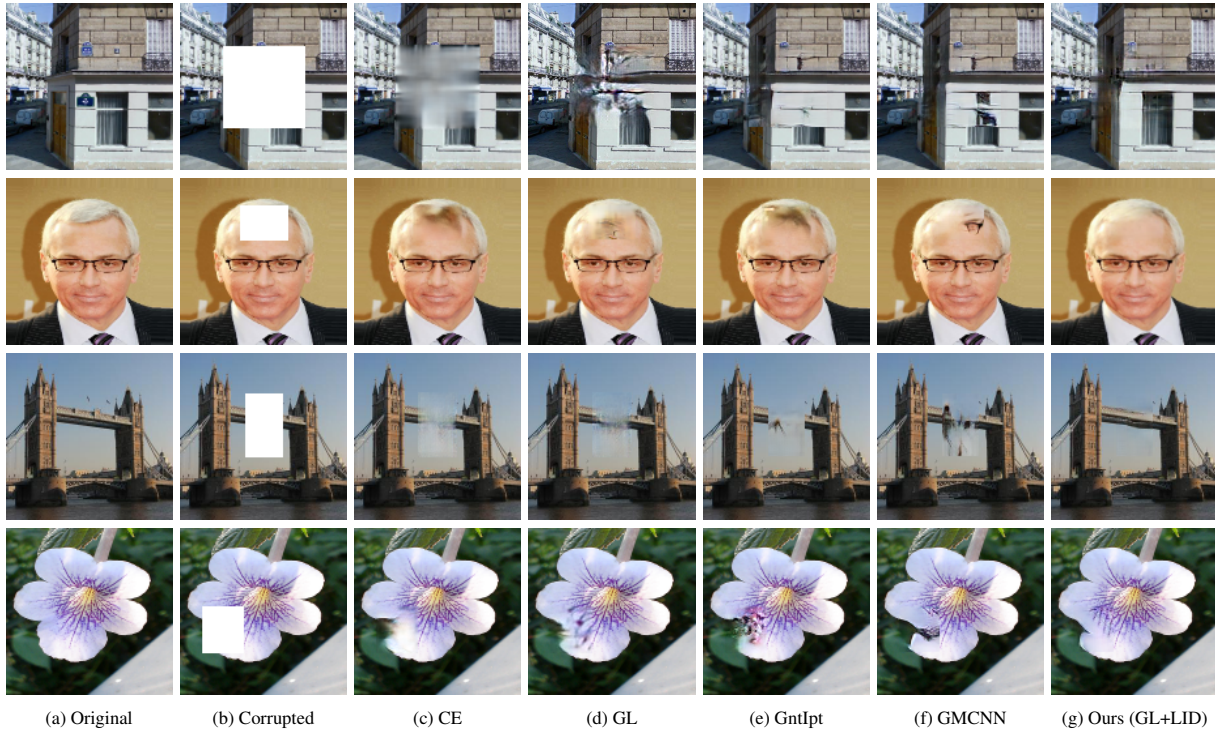 (a) Original
(b) Corrupted
(c) CE
(d) GL
(e) GntIpt
(f) GMCNN
(g) Ours (GL+LID)